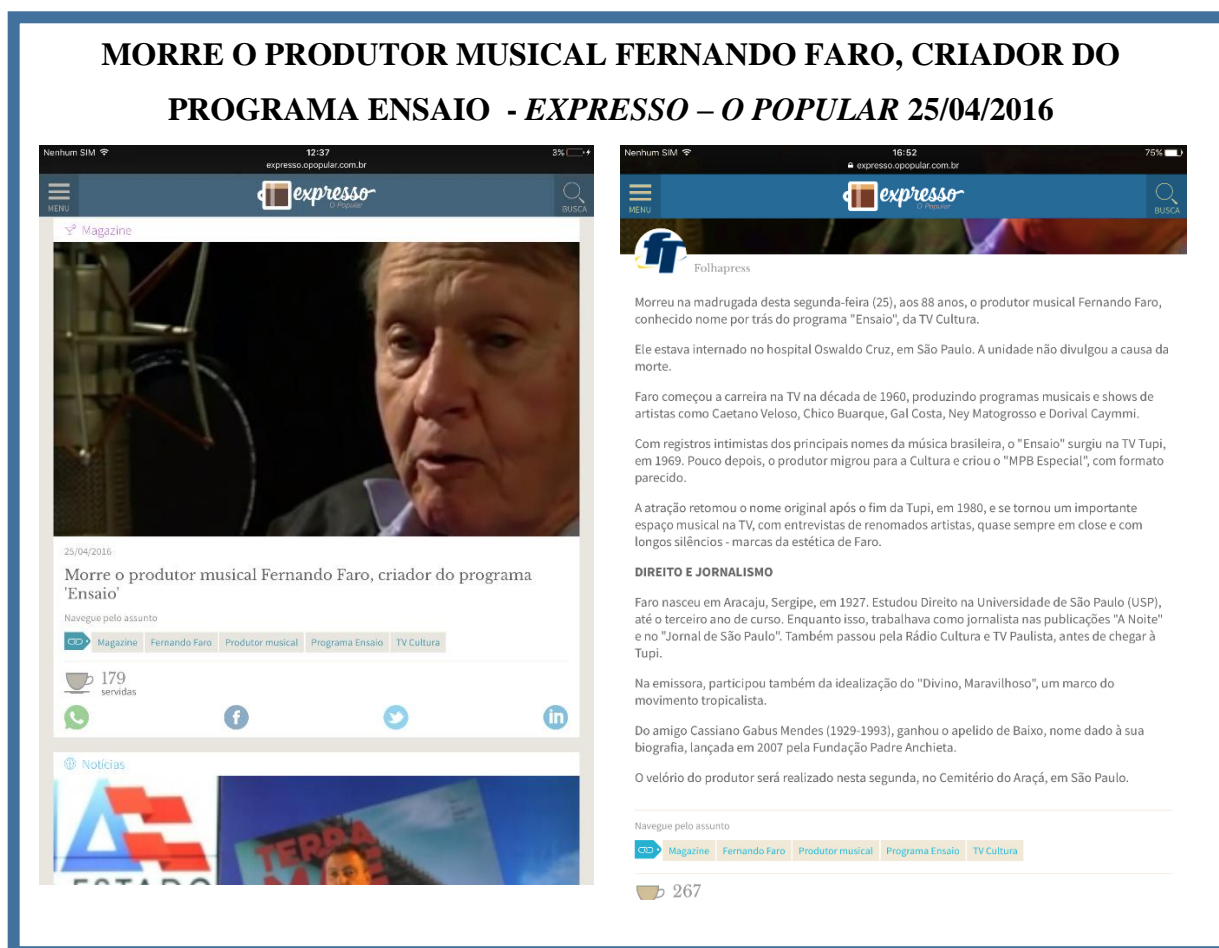 MORRE O PRODUTOR MUSICAL FERNANDO FARO, CRIADOR DO
PROGRAMA ENSAIO - EXPRESSO – O POPULAR 25/04/2016
Nenhum SIM 12:37 3%
expresso.opopular.com.br
MENU
expresso
O Popular
BUSCA
Magazine
25/04/2016
Morre o produtor musical Fernando Faro, criador do programa
'Ensaio'
Navegue pelo assunto
Magazine Fernando Faro Produtor musical Programa Ensaio TV Cultura
179
servidas
Notícias
TERRA
ESTADO
Nenhum SIM 16:52 75%
expresso.opopular.com.br
MENU
expresso
O Popular
BUSCA
fT
Folhapress
Morreu na madrugada desta segunda-feira (25), aos 88 anos, o produtor musical Fernando Faro,
conhecido nome por trás do programa "Ensaio", da TV Cultura.
Ele estava internado no hospital Oswaldo Cruz, em São Paulo. A unidade não divulgou a causa da
morte.
Faro começou a carreira na TV na década de 1960, produzindo programas musicais e shows de
artistas como Caetano Veloso, Chico Buarque, Gal Costa, Ney Matogrosso e Dorival Caymmi.
Com registros intimistas dos principais nomes da música brasileira, o "Ensaio" surgiu na TV Tupi,
em 1969. Pouco depois, o produtor migrou para a Cultura e criou o "MPB Especial", com formato
parecido.
A atração retomou o nome original após o fim da Tupi, em 1980, e se tornou um importante
espaço musical na TV, com entrevistas de renomados artistas, quase sempre em close e com
longos silêncios - marcas da estética de Faro.
DIREITO E JORNALISMO
Faro nasceu em Aracaju, Sergipe, em 1927. Estudou Direito na Universidade de São Paulo (USP),
até o terceiro ano de curso. Enquanto isso, trabalhava como jornalista nas publicações "A Noite"
e no "Jornal de São Paulo". Também passou pela Rádio Cultura e TV Paulista, antes de chegar à
Tupi.
Na emissora, participou também da idealização do "Divino, Maravilhoso", um marco do
movimento tropicalista.
Do amigo Cassiano Gabus Mendes (1929-1993), ganhou o apelido de Baixo, nome dado à sua
biografia, lançada em 2007 pela Fundação Padre Anchieta.
O velório do produtor será realizado nesta segunda, no Cemitério do Araçá, em São Paulo.
Navegue pelo assunto
Magazine Fernando Faro Produtor musical Programa Ensaio TV Cultura
267